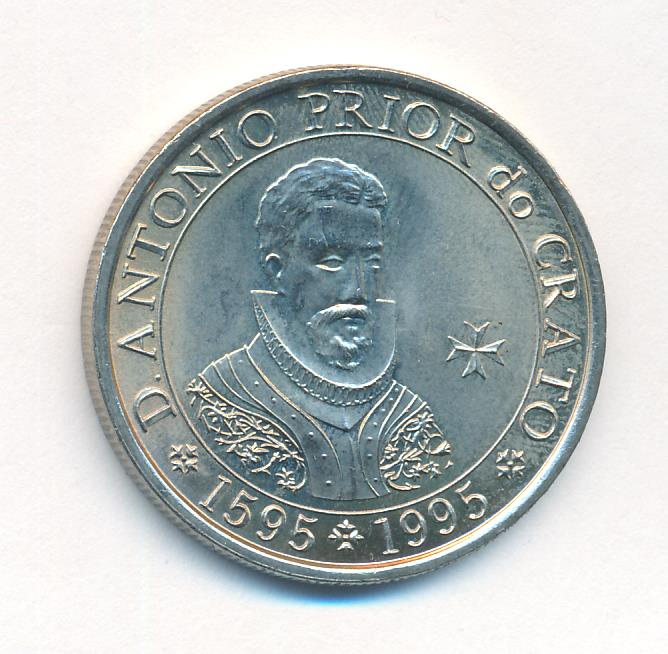 D. ANTONIO PRIOR do CRATO
1595 1995